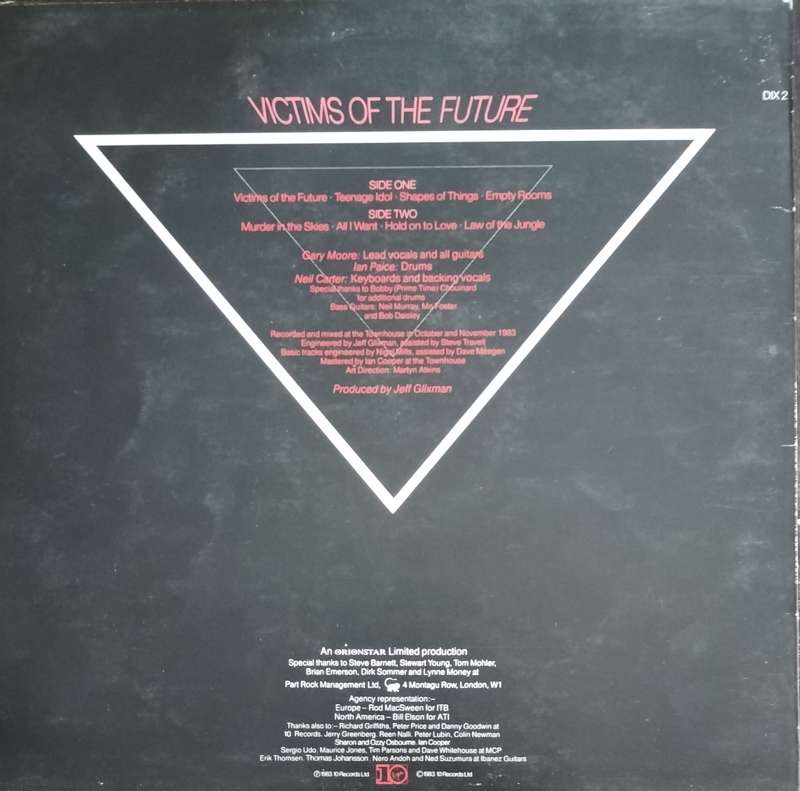 VICTIMS OF THE FUTURE
DIX 2
SIDE ONE
Victims of the Future · Teenage Idol · Shapes of Things · Empty Rooms
SIDE TWO
Murder in the Skies · All I Want · Hold on to Love · Law of the Jungle
Gary Moore: Lead vocals and all guitars
Ian Paice: Drums
Neil Carter: Keyboards and backing vocals
Special thanks to Bobby (Prime Time) Chouinard
for additional drums
Bass Guitars: Neil Murray, Mo Foster
and Bob Daisley
Recorded and mixed at the Townhouse in October and November 1983
Engineered by Jeff Glixman, assisted by Steve Travell
Basic tracks engineered by Nigel Mills, assisted by Dave Meegan
Mastered by Ian Cooper at the Townhouse
Art Direction: Martyn Atkins
Produced by Jeff Glixman
An ORIONSTAR Limited production
Special thanks to Steve Barnett, Stewart Young, Tom Mohler,
Brian Emerson, Dirk Sommer and Lynne Money at
Part Rock Management Ltd, 4 Montagu Row, London, W1
Agency representation:–
Europe – Rod MacSween for ITB
North America – Bill Elson for ATI
Thanks also to:– Richard Griffiths, Peter Price and Danny Goodwin at
10 Records. Jerry Greenberg. Reen Nalli. Peter Lubin, Colin Newman
Sharon and Ozzy Osbourne. Ian Cooper
Sergio Udo. Maurice Jones, Tim Parsons and Dave Whitehouse at MCP
Erik Thomsen. Thomas Johansson. Nero Andoh and Ned Suzumura at Ibanez Guitars
℗ 1983 10 Records Ltd 10 © 1983 10 Records Ltd